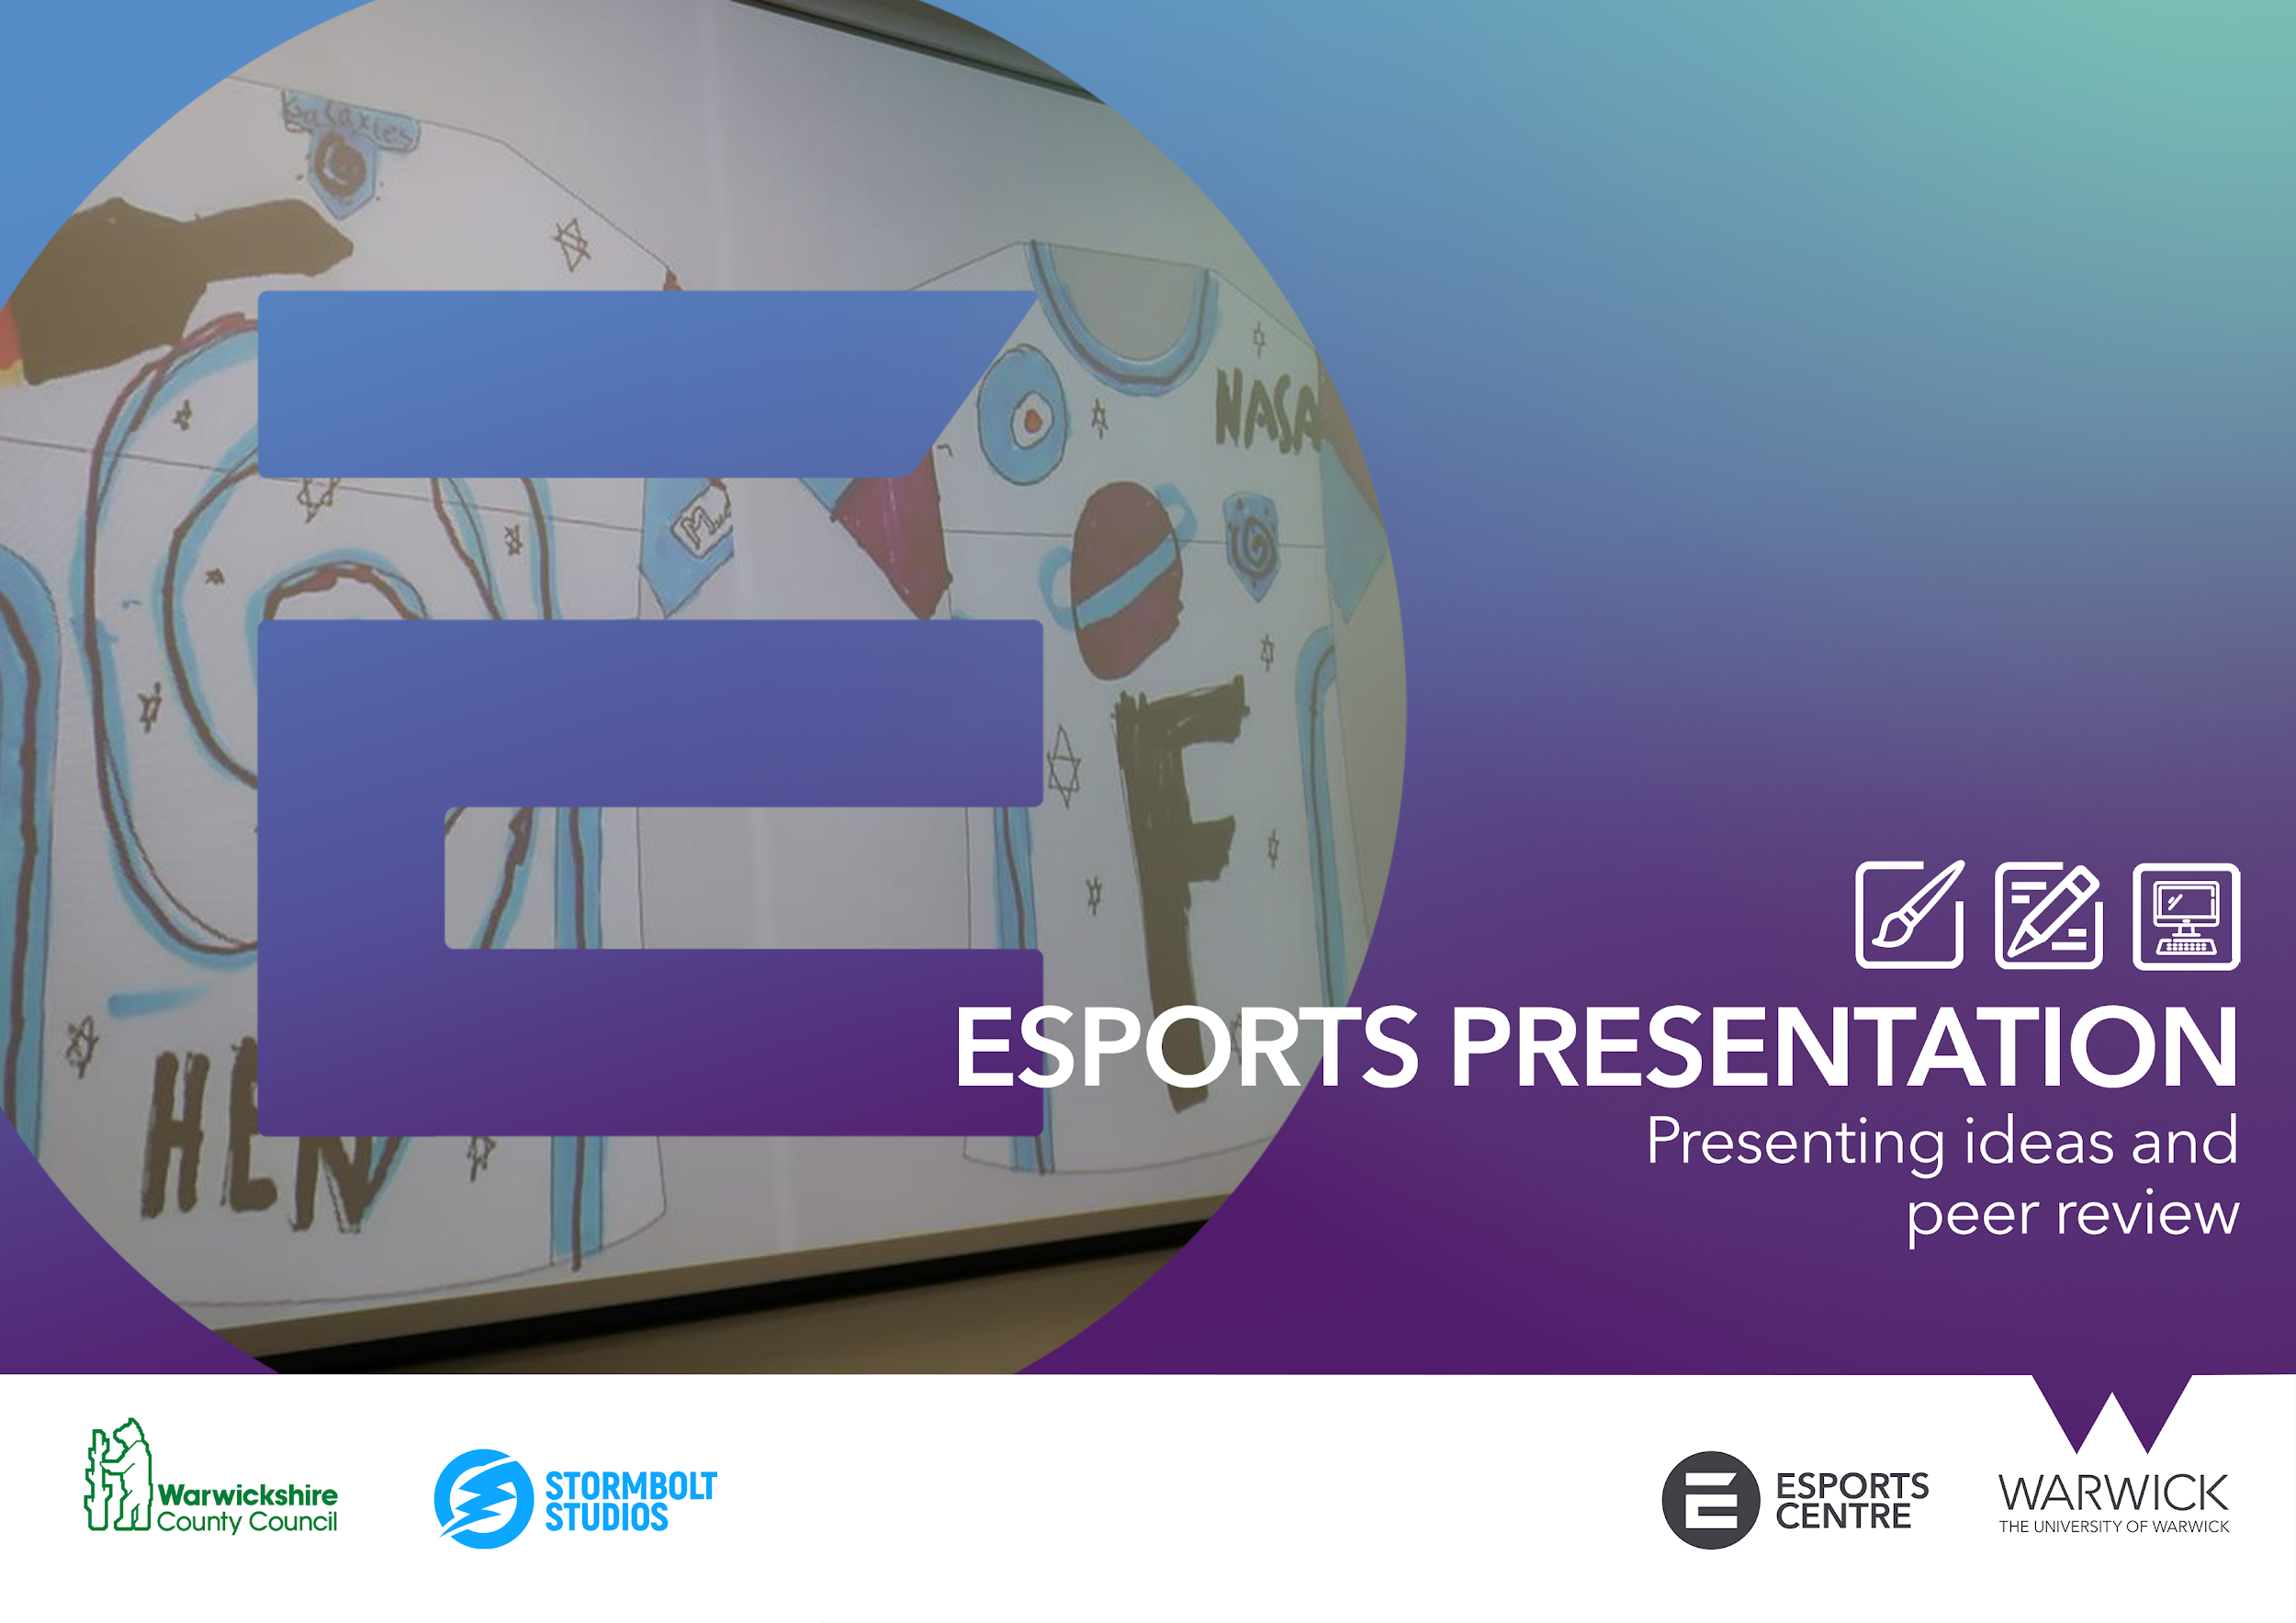 Galaxies
NASA
F
HEN
ESPORTS PRESENTATION
Presenting ideas and
peer review
Warwickshire
County Council
STORMBOLT
STUDIOS
ESPORTS
CENTRE
WARWICK
THE UNIVERSITY OF WARWICK